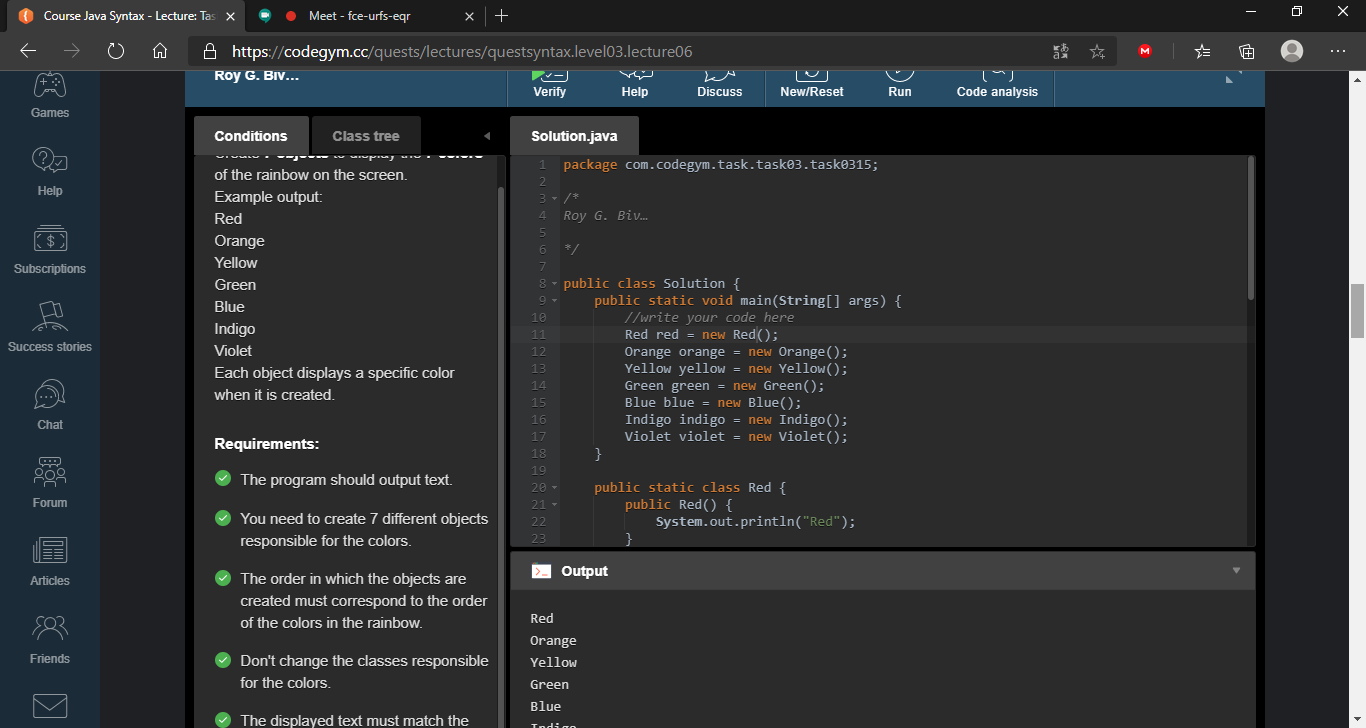 Course Java Syntax - Lecture: Tas
Meet - fce-urfs-eqr
https://codegym.cc/quests/lectures/questsyntax.level03.lecture06
Games
Help
Subscriptions
Success stories
Chat
Forum
Articles
Friends
Roy G. Biv...
Verify
Help
Discuss
New/Reset
Run
Code analysis
Conditions
Class tree
Create 7 objects to display the 7 colors
of the rainbow on the screen.
Example output:
Red
Orange
Yellow
Green
Blue
Indigo
Violet
Each object displays a specific color
when it is created.
Requirements:
The program should output text.
You need to create 7 different objects
responsible for the colors.
The order in which the objects are
created must correspond to the order
of the colors in the rainbow.
Don't change the classes responsible
for the colors.
The displayed text must match the
Solution.java
1 package com.codegym.task.task03.task0315;
2
3 /*
4 Roy G. Biv…
5
6 */
7
8 public class Solution {
9 public static void main(String[] args) {
10 //write your code here
11 Red red = new Red();
12 Orange orange = new Orange();
13 Yellow yellow = new Yellow();
14 Green green = new Green();
15 Blue blue = new Blue();
16 Indigo indigo = new Indigo();
17 Violet violet = new Violet();
18 }
19
20 public static class Red {
21 public Red() {
22 System.out.println("Red");
23 }
Output
Red
Orange
Yellow
Green
Blue
Indigo